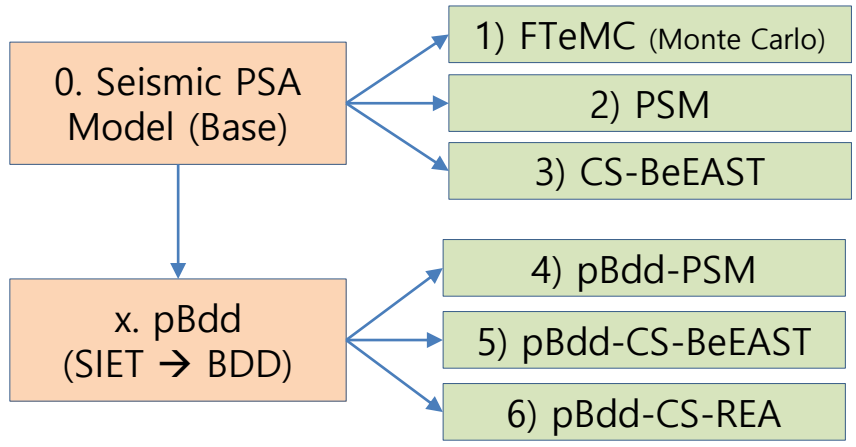 0. Seismic PSA
Model (Base)
1) FTeMC (Monte Carlo)
2) PSM
3) CS-BeEAST
x. pBdd
(SIET → BDD)
4) pBdd-PSM
5) pBdd-CS-BeEAST
6) pBdd-CS-REA